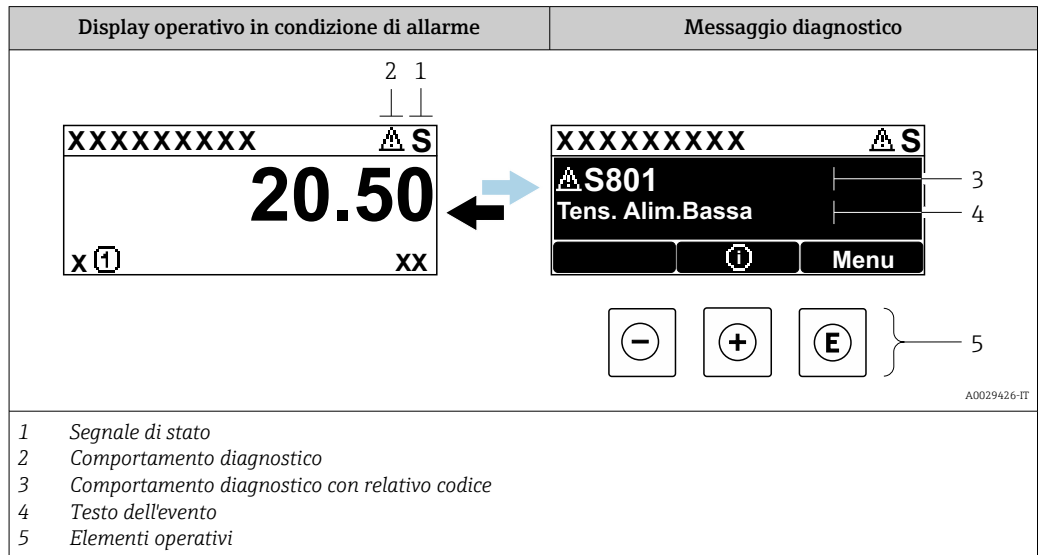 Display operativo in condizione di allarme
Messaggio diagnostico
2 1
XXXXXXXXX S
20.50
X 1 XX
XXXXXXXXX S
S801
Tens. Alim.Bassa
i Menu
3
4
- + E
5
A0029426-IT
1 Segnale di stato
2 Comportamento diagnostico
3 Comportamento diagnostico con relativo codice
4 Testo dell'evento
5 Elementi operativi